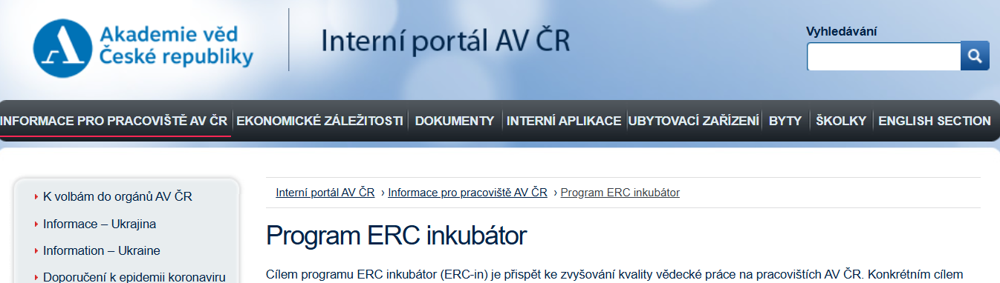 Akademie věd
České republiky
Interní portál AV ČR
Vyhledávání
INFORMACE PRO PRACOVIŠTĚ AV ČR EKONOMICKÉ ZÁLEŽITOSTI DOKUMENTY INTERNÍ APLIKACE UBYTOVACÍ ZAŘÍZENÍ BYTY ŠKOLKY ENGLISH SECTION
K volbám do orgánů AV ČR
Informace – Ukrajina
Information – Ukraine
Doporučení k epidemii koronaviru
Interní portál AV ČR › Informace pro pracoviště AV ČR › Program ERC inkubátor
Program ERC inkubátor
Cílem programu ERC inkubátor (ERC-in) je přispět ke zvyšování kvality vědecké práce na pracovištích AV ČR. Konkrétním cílem